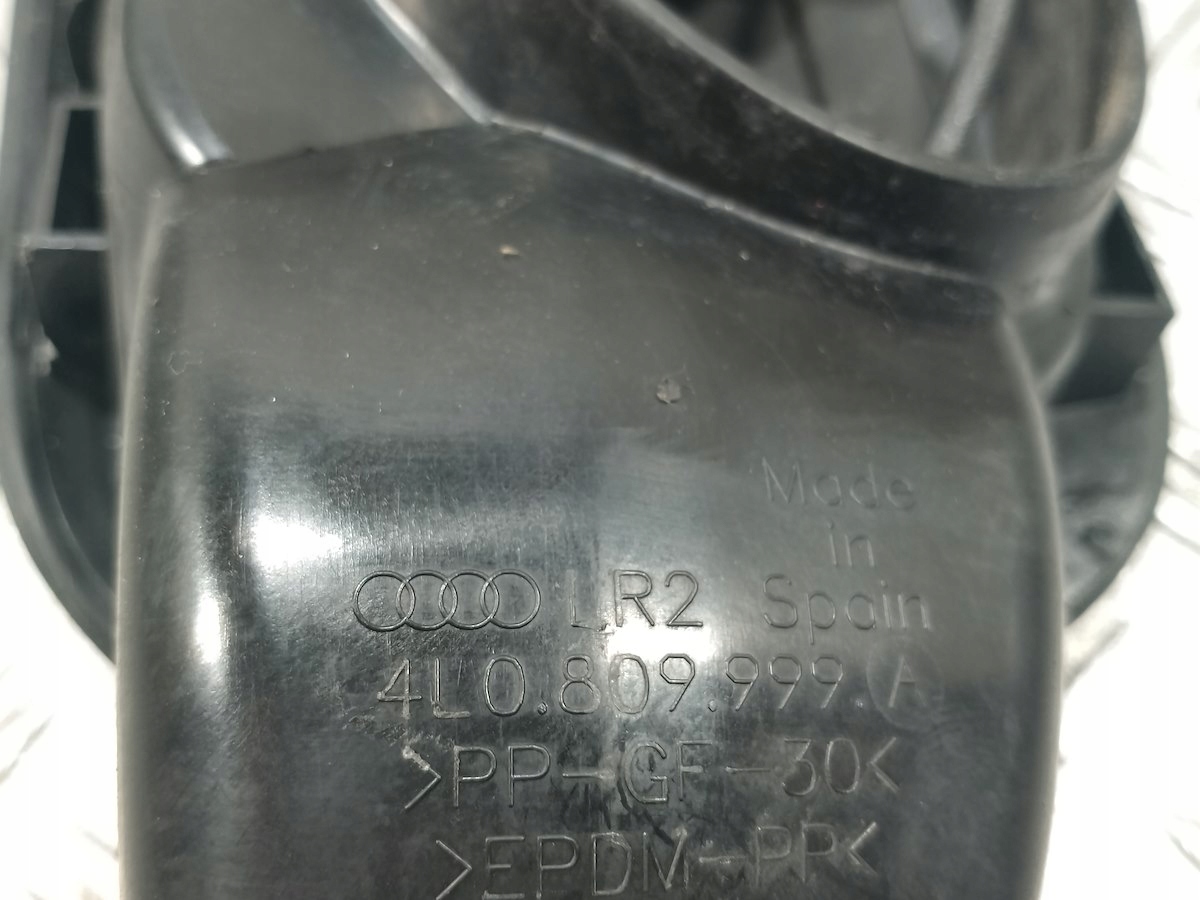 Made
in
LR2 Spain
4L0.809.999.A
>PP-GF-30<
>EPDM-PP<